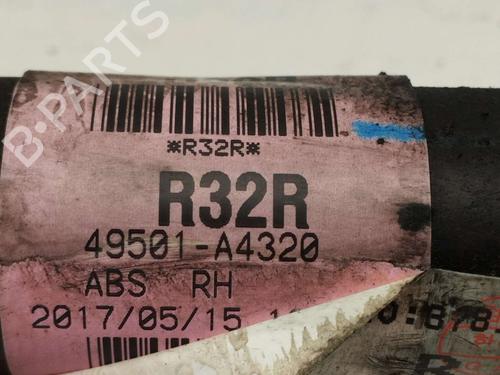 B-PARTS
*R32R*
R32R
49501-A4320
ABS RH
2017/05/15